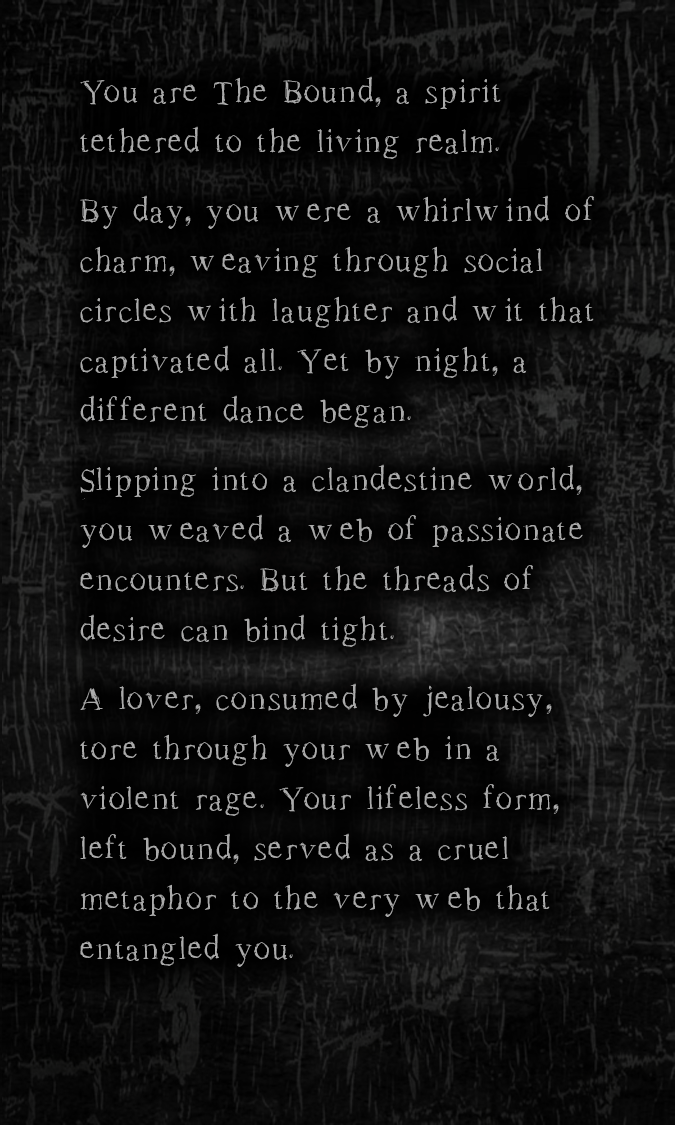 You are The Bound, a spirit
tethered to the living realm.
By day, you were a whirlwind of
charm, weaving through social
circles with laughter and wit that
captivated all. Yet by night, a
different dance began.
Slipping into a clandestine world,
you weaved a web of passionate
encounters. But the threads of
desire can bind tight.
A lover, consumed by jealousy,
tore through your web in a
violent rage. Your lifeless form,
left bound, served as a cruel
metaphor to the very web that
entangled you.